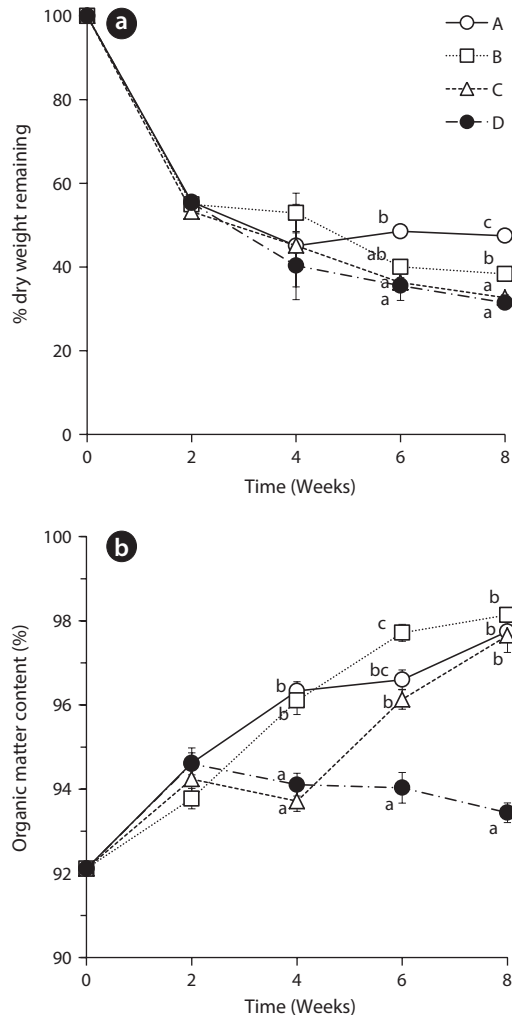 a
100
80
60
40
20
0
% dry weight remaining
A
B
C
D
b
c
ab
b
a
a
a
a
0
2
4
6
8
Time (Weeks)
b
100
98
96
94
92
90
Organic matter content (%)
b
c
b
bc
b
b
b
b
a
a
a
a
0
2
4
6
8
Time (Weeks)